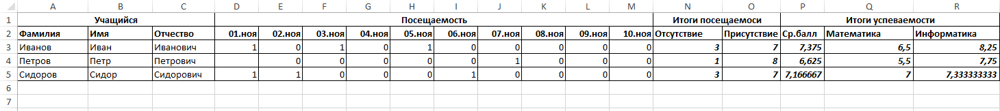 A B C D E F G H I J K L M N O P Q R
1 Учащийся Посещаемость Итоги посещаемоси Итоги успеваемости
2 Фамилия Имя Отчество 01.ноя 02.ноя 03.ноя 04.ноя 05.ноя 06.ноя 07.ноя 08.ноя 09.ноя 10.ноя Отсутствие Присутствие Ср.балл Математика Информатика
3 Иванов Иван Иванович 1 0 1 0 1 0 0 0 0 0 3 7 7,375 6,5 8,25
4 Петров Петр Петрович 0 0 0 0 0 1 0 0 0 1 8 6,625 5,5 7,75
5 Сидоров Сидор Сидорович 1 1 0 0 0 1 0 0 0 0 3 7 7,166667 7 7,333333333
6
7